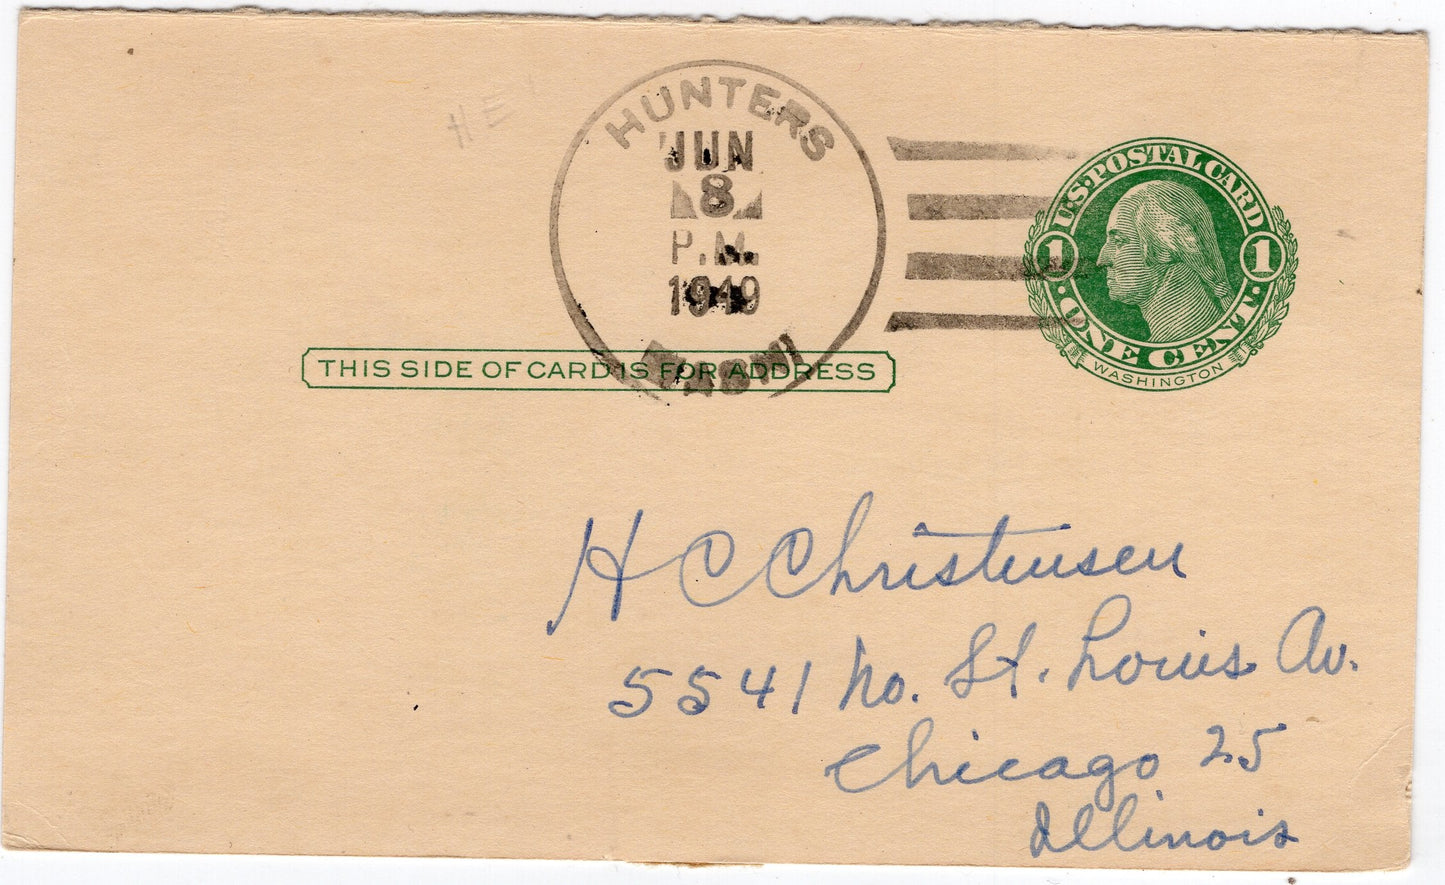 HE
HUNTERS
JUN
8
P.M.
1949
WASH
U.S. POSTAL CARD
1 1
ONE CENT
WASHINGTON
THIS SIDE OF CARD IS FOR ADDRESS
H C Christensen
5541 No. St. Louis Av.
Chicago 25
Illinois